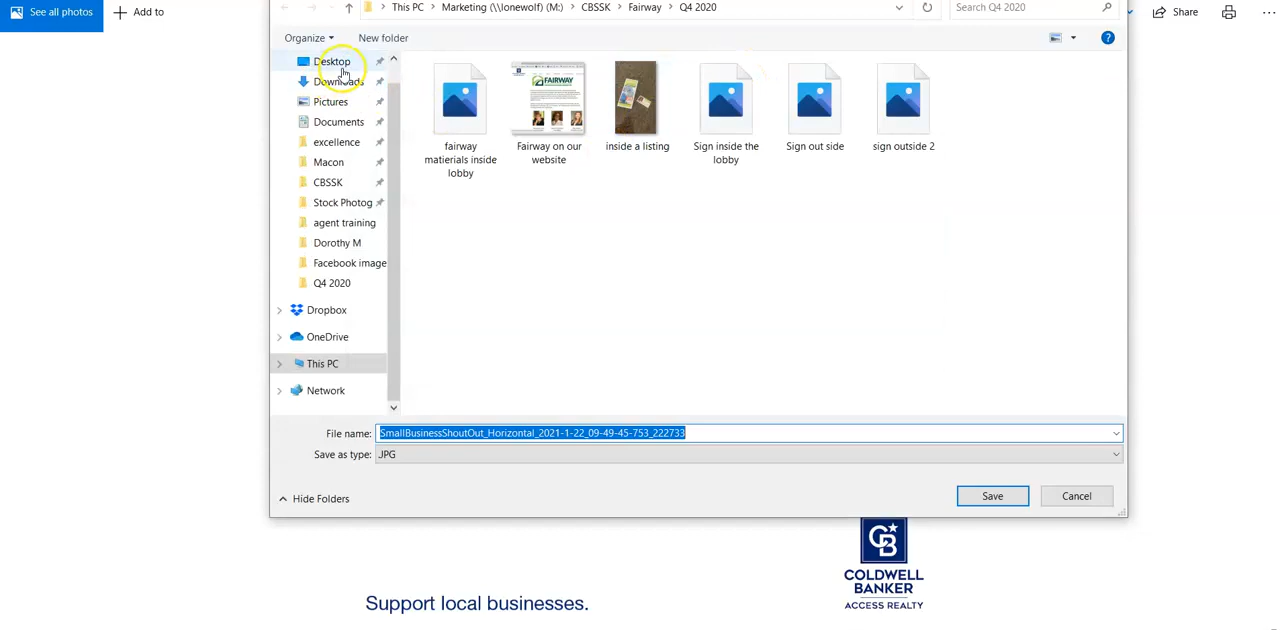 See all photos
Add to
This PC > Marketing (\\lonewolf) (M:) > CBSSK > Fairway > Q4 2020
Search Q4 2020
Share
Organize
New folder
Desktop
Downloads
Pictures
Documents
excellence
Macon
CBSSK
Stock Photog
agent training
Dorothy M
Facebook image
Q4 2020
Dropbox
OneDrive
This PC
Network
FAIRWAY
fairway
matierials inside
lobby
Fairway on our
website
inside a listing
Sign inside the
lobby
Sign out side
sign outside 2
File name: SmallBusinessShoutOut_Horizontal_2021-1-22_09-49-45-753_222733
Save as type: JPG
Hide Folders
Save
Cancel
CB
COLDWELL
BANKER
ACCESS REALTY
Support local businesses.